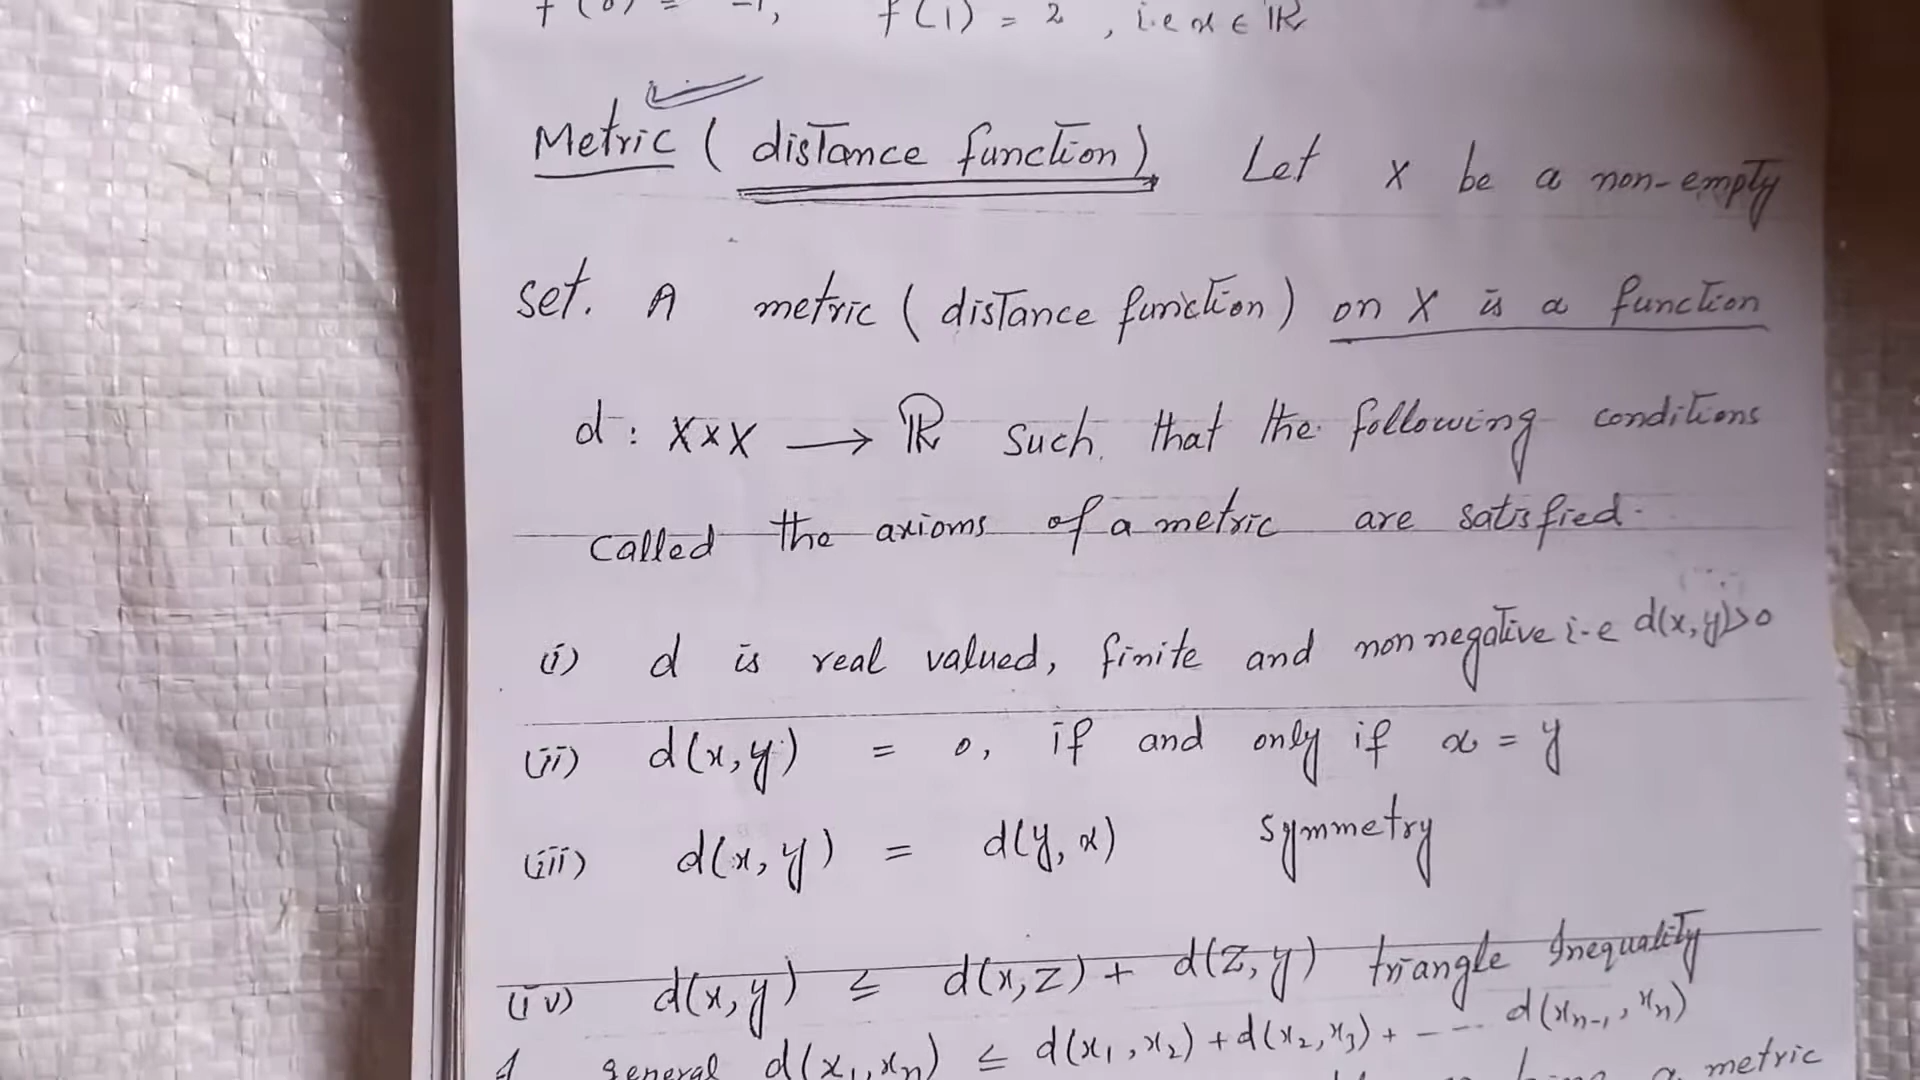 f(0) = -1, f(1) = 2, i.e x ∈ ℝ
Metric (distance function) Let X be a non-empty
set. A metric (distance function) on X is a function
d : X×X ⟶ ℝ such that the following conditions
called the axioms of a metric are satisfied.
(i) d is real valued, finite and non negative i-e d(x,y)>0
(ii) d(x,y) = 0, if and only if x = y
(iii) d(x,y) = d(y,x) symmetry
(iv) d(x,y) ≤ d(x,z) + d(z,y) triangle Inequality
general d(x₁,xₙ) ≤ d(x₁,x₂) + d(x₂,x₃) + ---- d(xₙ₋₁,xₙ)
a metric